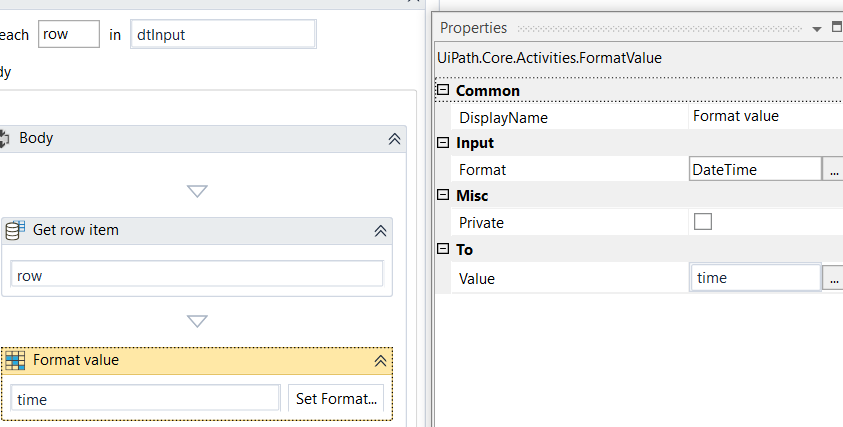 each row in dtInput
dy
Body
Get row item
row
Format value
time Set Format...
Properties
UiPath.Core.Activities.FormatValue
Common
DisplayName Format value
Input
Format DateTime ...
Misc
Private
To
Value time ...